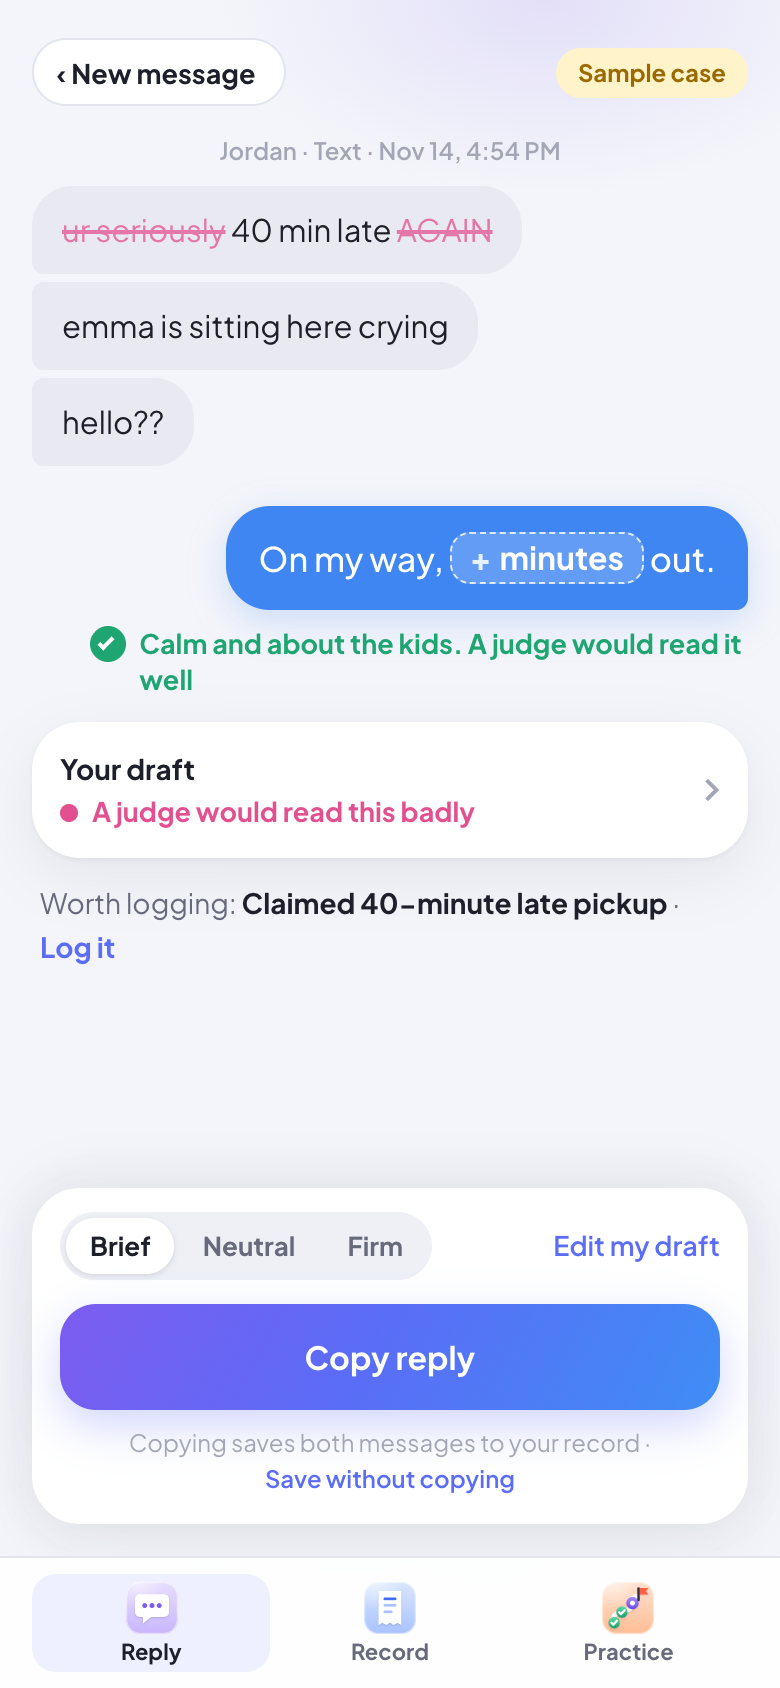 ‹ New message
Sample case
Jordan · Text · Nov 14, 4:54 PM
ur seriously 40 min late AGAIN
emma is sitting here crying
hello??
On my way, + minutes out.
Calm and about the kids. A judge would read it
well
Your draft
A judge would read this badly
Worth logging: Claimed 40-minute late pickup ·
Log it
Brief
Neutral
Firm
Edit my draft
Copy reply
Copying saves both messages to your record ·
Save without copying
Reply
Record
Practice